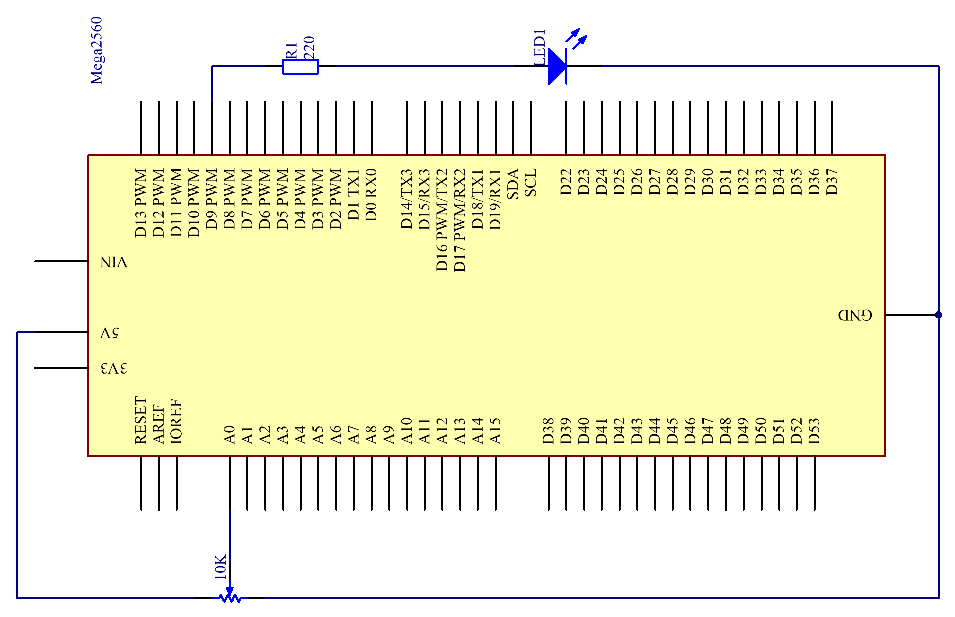 Mega2560
R1
220
LED1
D13 PWM
D12 PWM
D11 PWM
D10 PWM
D9 PWM
D8 PWM
D7 PWM
D6 PWM
D5 PWM
D4 PWM
D3 PWM
D2 PWM
D1 TX1
D0 RX0
D14/TX3
D15/RX3
D16 PWM/TX2
D17 PWM/RX2
D18/TX1
D19/RX1
SDA
SCL
D22
D23
D24
D25
D26
D27
D28
D29
D30
D31
D32
D33
D34
D35
D36
D37
VIN
5V
3V3
GND
RESET
AREF
IOREF
A0
A1
A2
A3
A4
A5
A6
A7
A8
A9
A10
A11
A12
A13
A14
A15
D38
D39
D40
D41
D42
D43
D44
D45
D46
D47
D48
D49
D50
D51
D52
D53
10K